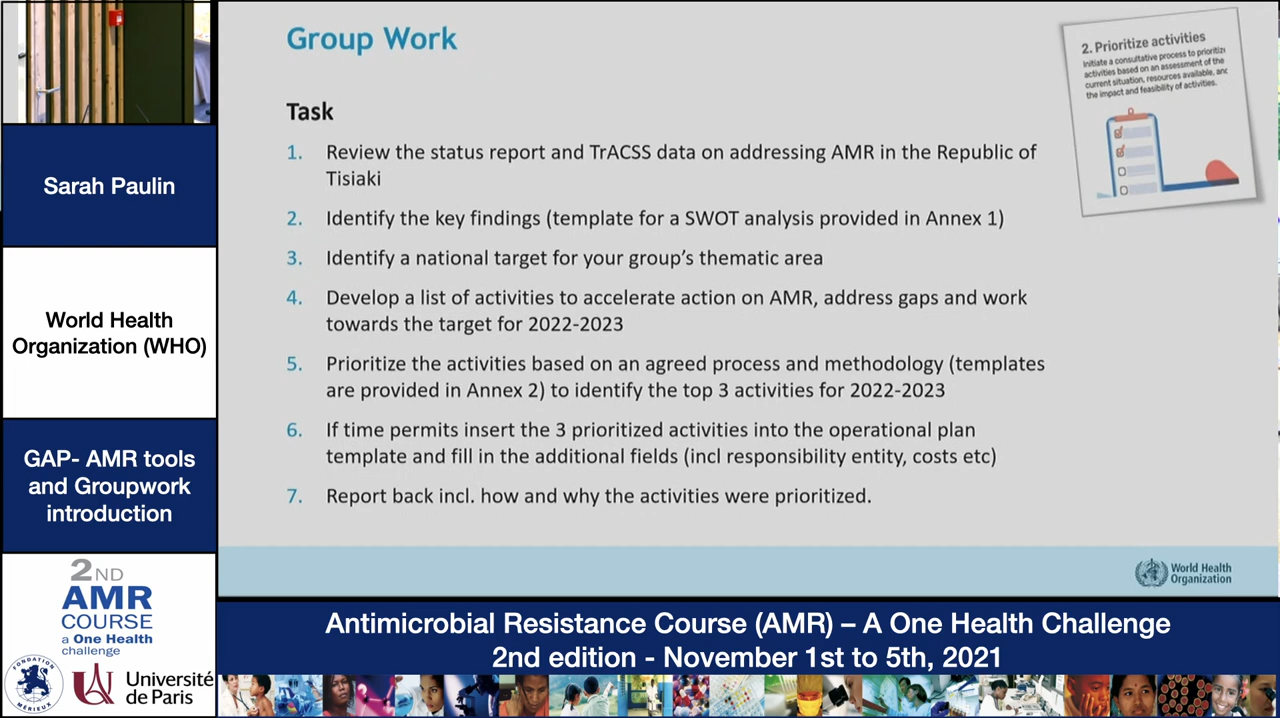 Group Work
Task
1. Review the status report and TrACSS data on addressing AMR in the Republic of
Tisiaki
2. Identify the key findings (template for a SWOT analysis provided in Annex 1)
3. Identify a national target for your group's thematic area
4. Develop a list of activities to accelerate action on AMR, address gaps and work
towards the target for 2022-2023
5. Prioritize the activities based on an agreed process and methodology (templates
are provided in Annex 2) to identify the top 3 activities for 2022-2023
6. If time permits insert the 3 prioritized activities into the operational plan
template and fill in the additional fields (incl responsibility entity, costs etc)
7. Report back incl. how and why the activities were prioritized.
2. Prioritize activities
Initiate a consultative process to prioritize
activities based on an assessment of the
current situation, resources available, and
the impact and feasibility of activities.
World Health
Organization
Sarah Paulin
World Health
Organization (WHO)
GAP- AMR tools
and Groupwork
introduction
2ND
AMR
COURSE
a One Health
challenge
FONDATION
MÉRIEUX
Université
de Paris
Antimicrobial Resistance Course (AMR) – A One Health Challenge
2nd edition - November 1st to 5th, 2021